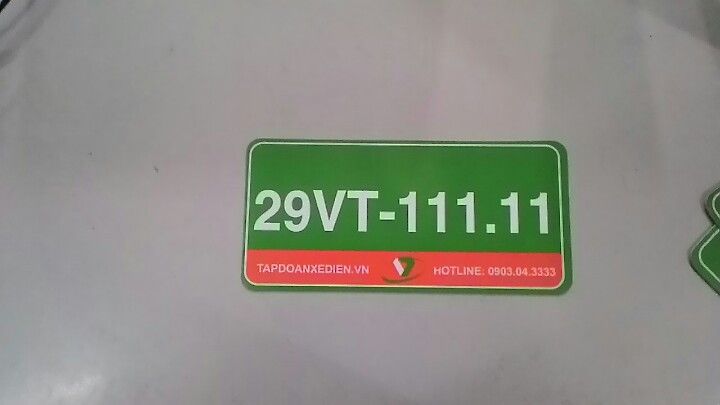 29VT-111.11
TAPDOANXEDIEN.VN HOTLINE: 0903.04.3333